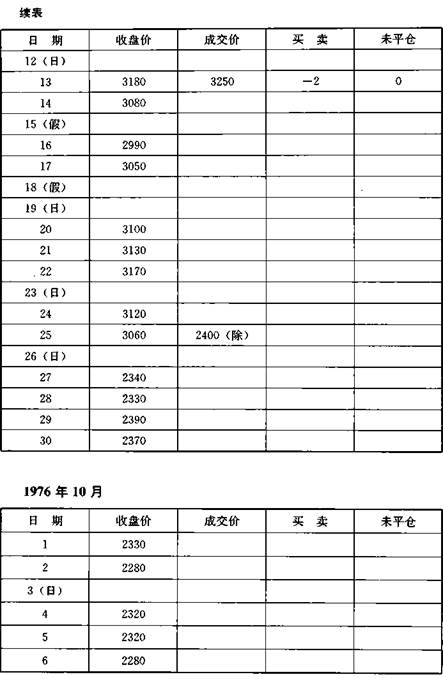 续表
日 期 收盘价 成交价 买 卖 未平仓
12（日）
13 3180 3250 －2 0
14 3080
15（假）
16 2990
17 3050
18（假）
19（日）
20 3100
21 3130
22 3170
23（日）
24 3120
25 3060 2400（除）
26（日）
27 2340
28 2330
29 2390
30 2370
1976 年 10 月
日 期 收盘价 成交价 买 卖 未平仓
1 2330
2 2280
3（日）
4 2320
5 2320
6 2280